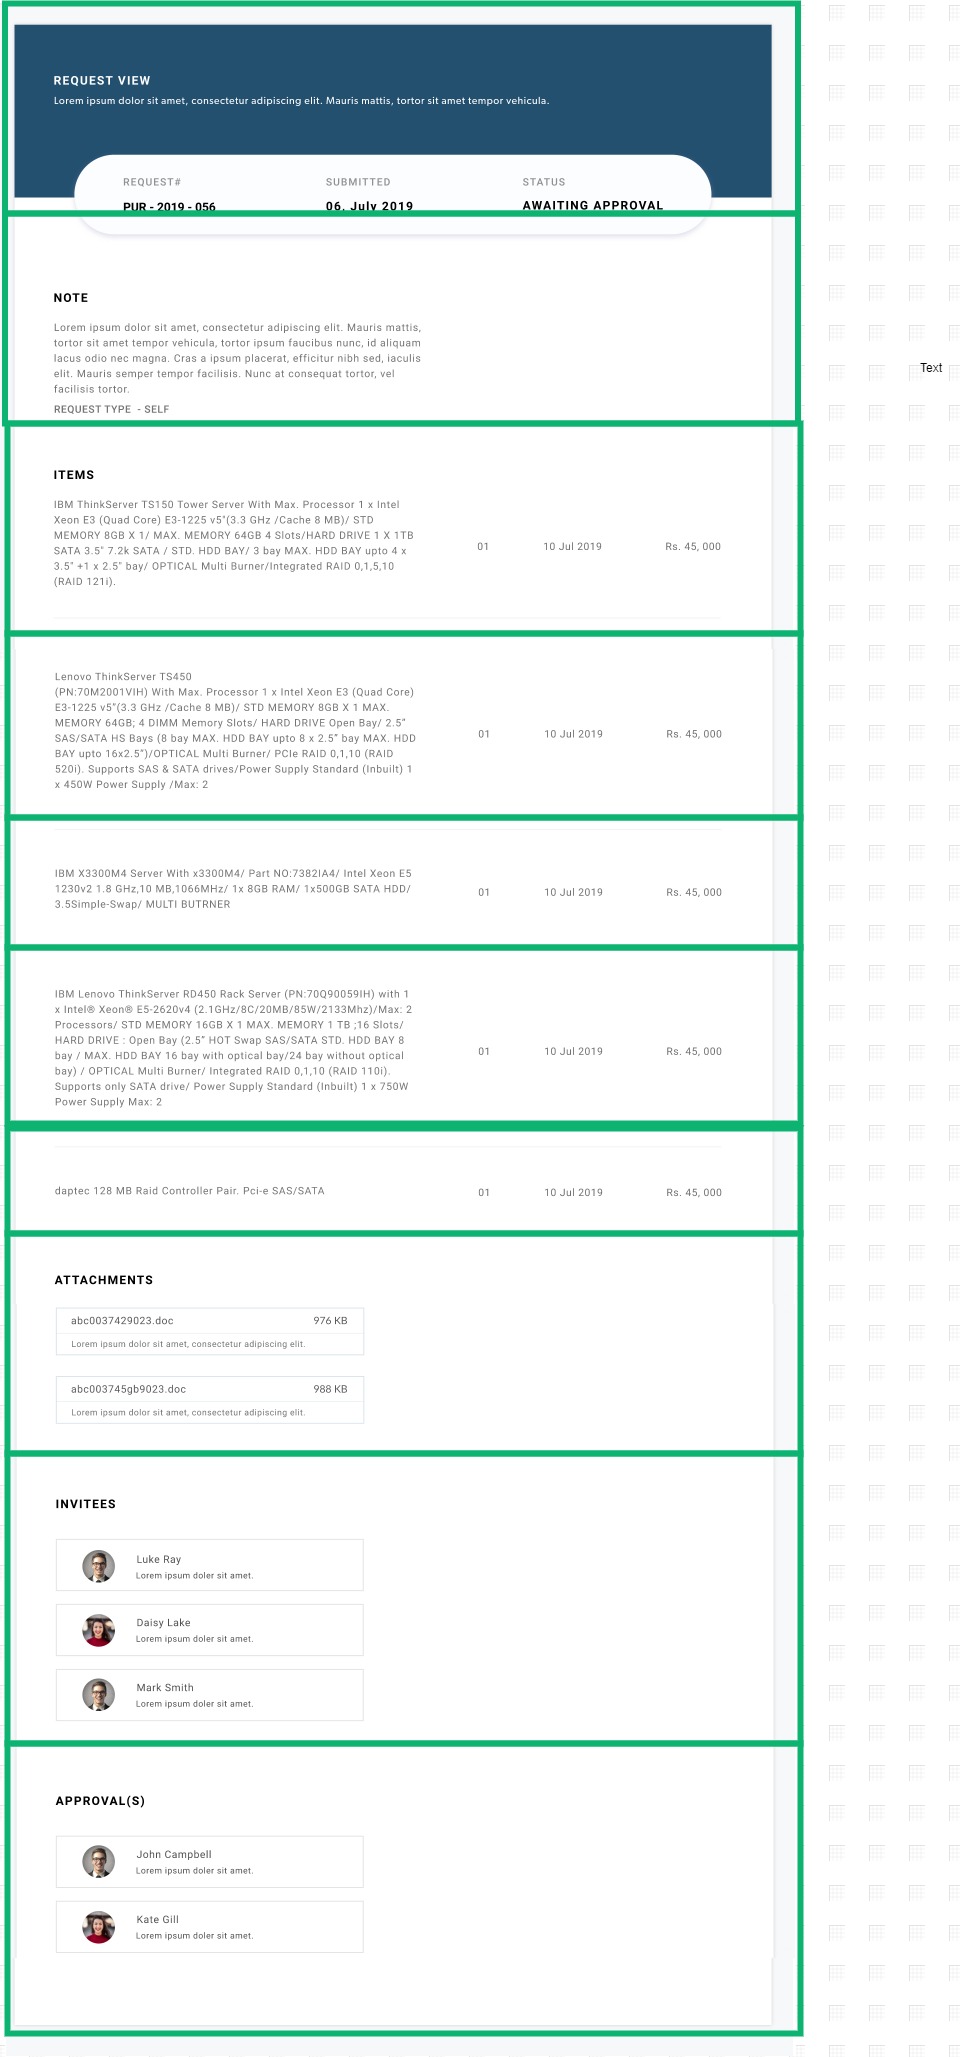 REQUEST VIEW
Lorem ipsum dolor sit amet, consectetur adipiscing elit. Mauris mattis, tortor sit amet tempor vehicula.
REQUEST# SUBMITTED STATUS
PUR - 2019 - 056 06. July 2019 AWAITING APPROVAL
NOTE
Lorem ipsum dolor sit amet, consectetur adipiscing elit. Mauris mattis,
tortor sit amet tempor vehicula, tortor ipsum faucibus nunc, id aliquam
lacus odio nec magna. Cras a ipsum placerat, efficitur nibh sed, iaculis
elit. Mauris semper tempor facilisis. Nunc at consequat tortor, vel
facilisis tortor.
Text
REQUEST TYPE - SELF
ITEMS
IBM ThinkServer TS150 Tower Server With Max. Processor 1 x Intel
Xeon E3 (Quad Core) E3-1225 v5"(3.3 GHz /Cache 8 MB)/ STD
MEMORY 8GB X 1/ MAX. MEMORY 64GB 4 Slots/HARD DRIVE 1 X 1TB
SATA 3.5" 7.2k SATA / STD. HDD BAY/ 3 bay MAX. HDD BAY upto 4 x
3.5" +1 x 2.5" bay/ OPTICAL Multi Burner/Integrated RAID 0,1,5,10
(RAID 121i).
01 10 Jul 2019 Rs. 45, 000
Lenovo ThinkServer TS450
(PN:70M2001VIH) With Max. Processor 1 x Intel Xeon E3 (Quad Core)
E3-1225 v5”(3.3 GHz /Cache 8 MB)/ STD MEMORY 8GB X 1 MAX.
MEMORY 64GB; 4 DIMM Memory Slots/ HARD DRIVE Open Bay/ 2.5”
SAS/SATA HS Bays (8 bay MAX. HDD BAY upto 8 x 2.5” bay MAX. HDD
BAY upto 16x2.5”)/OPTICAL Multi Burner/ PCIe RAID 0,1,10 (RAID
520i). Supports SAS & SATA drives/Power Supply Standard (Inbuilt) 1
x 450W Power Supply /Max: 2
01 10 Jul 2019 Rs. 45, 000
IBM X3300M4 Server With x3300M4/ Part NO:7382IA4/ Intel Xeon E5
1230v2 1.8 GHz,10 MB,1066MHz/ 1x 8GB RAM/ 1x500GB SATA HDD/
3.5Simple-Swap/ MULTI BUTRNER
01 10 Jul 2019 Rs. 45, 000
IBM Lenovo ThinkServer RD450 Rack Server (PN:70Q90059IH) with 1
x Intel® Xeon® E5-2620v4 (2.1GHz/8C/20MB/85W/2133Mhz)/Max: 2
Processors/ STD MEMORY 16GB X 1 MAX. MEMORY 1 TB ;16 Slots/
HARD DRIVE : Open Bay (2.5” HOT Swap SAS/SATA STD. HDD BAY 8
bay / MAX. HDD BAY 16 bay with optical bay/24 bay without optical
bay) / OPTICAL Multi Burner/ Integrated RAID 0,1,10 (RAID 110i).
Supports only SATA drive/ Power Supply Standard (Inbuilt) 1 x 750W
Power Supply Max: 2
01 10 Jul 2019 Rs. 45, 000
daptec 128 MB Raid Controller Pair. Pci-e SAS/SATA
01 10 Jul 2019 Rs. 45, 000
ATTACHMENTS
abc0037429023.doc 976 KB
Lorem ipsum dolor sit amet, consectetur adipiscing elit.
abc003745gb9023.doc 988 KB
Lorem ipsum dolor sit amet, consectetur adipiscing elit.
INVITEES
Luke Ray
Lorem ipsum doler sit amet.
Daisy Lake
Lorem ipsum doler sit amet.
Mark Smith
Lorem ipsum doler sit amet.
APPROVAL(S)
John Campbell
Lorem ipsum doler sit amet.
Kate Gill
Lorem ipsum doler sit amet.